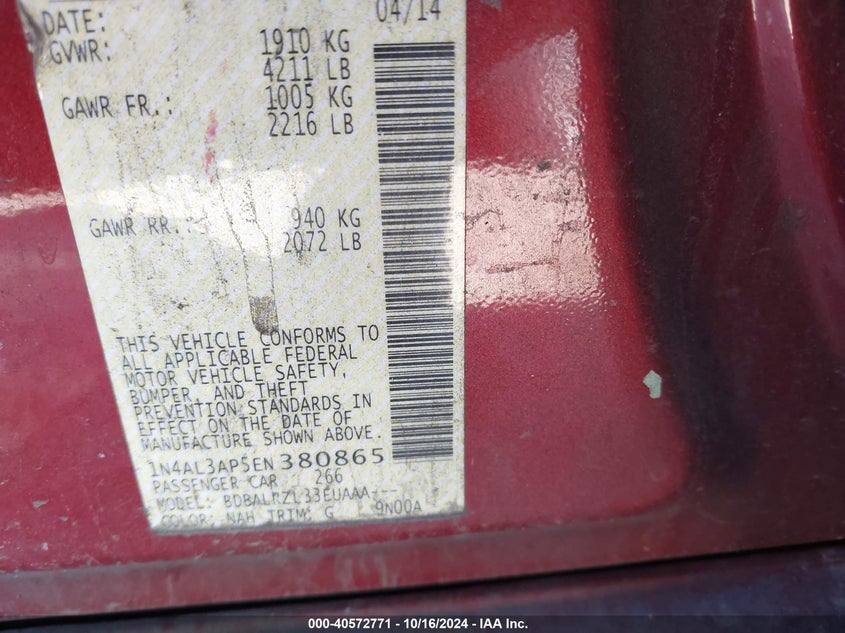 DATE: 04/14
GVWR: 1910 KG
4211 LB
GAWR FR.: 1005 KG
2216 LB
GAWR RR.: 940 KG
2072 LB
THIS VEHICLE CONFORMS TO
ALL APPLICABLE FEDERAL
MOTOR VEHICLE SAFETY,
BUMPER, AND THEFT
PREVENTION STANDARDS IN
EFFECT ON THE DATE OF
MANUFACTURE SHOWN ABOVE.
1N4AL3AP5EN380865
PASSENGER CAR 266
MODEL: BDBALRZL33EUAAA---
COLOR: NAH TRIM: G 9N00A
000-40572771 - 10/16/2024 - IAA Inc.